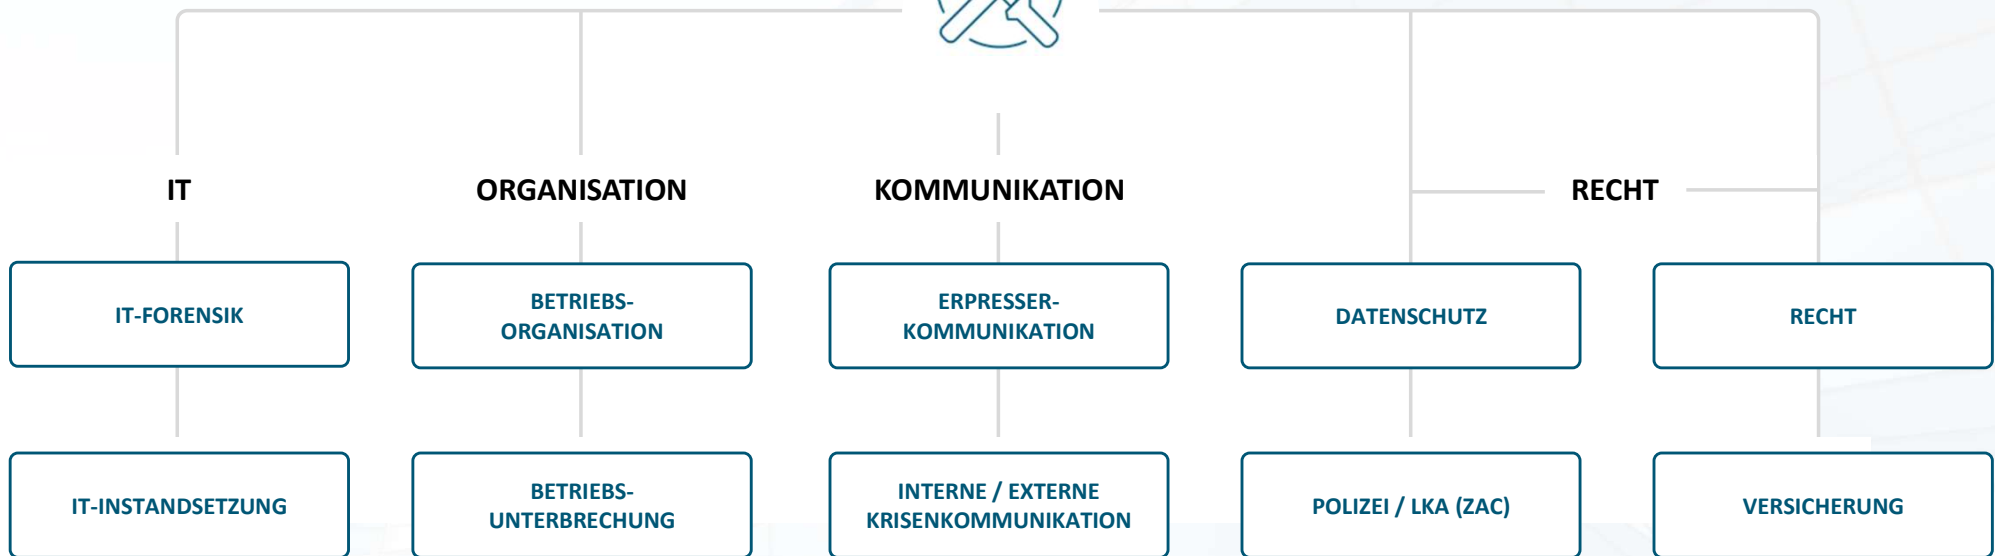 IT
ORGANISATION
KOMMUNIKATION
RECHT
IT-FORENSIK
BETRIEBS-
ORGANISATION
ERPRESSER-
KOMMUNIKATION
DATENSCHUTZ
RECHT
IT-INSTANDSETZUNG
BETRIEBS-
UNTERBRECHUNG
INTERNE / EXTERNE
KRISENKOMMUNIKATION
POLIZEI / LKA (ZAC)
VERSICHERUNG